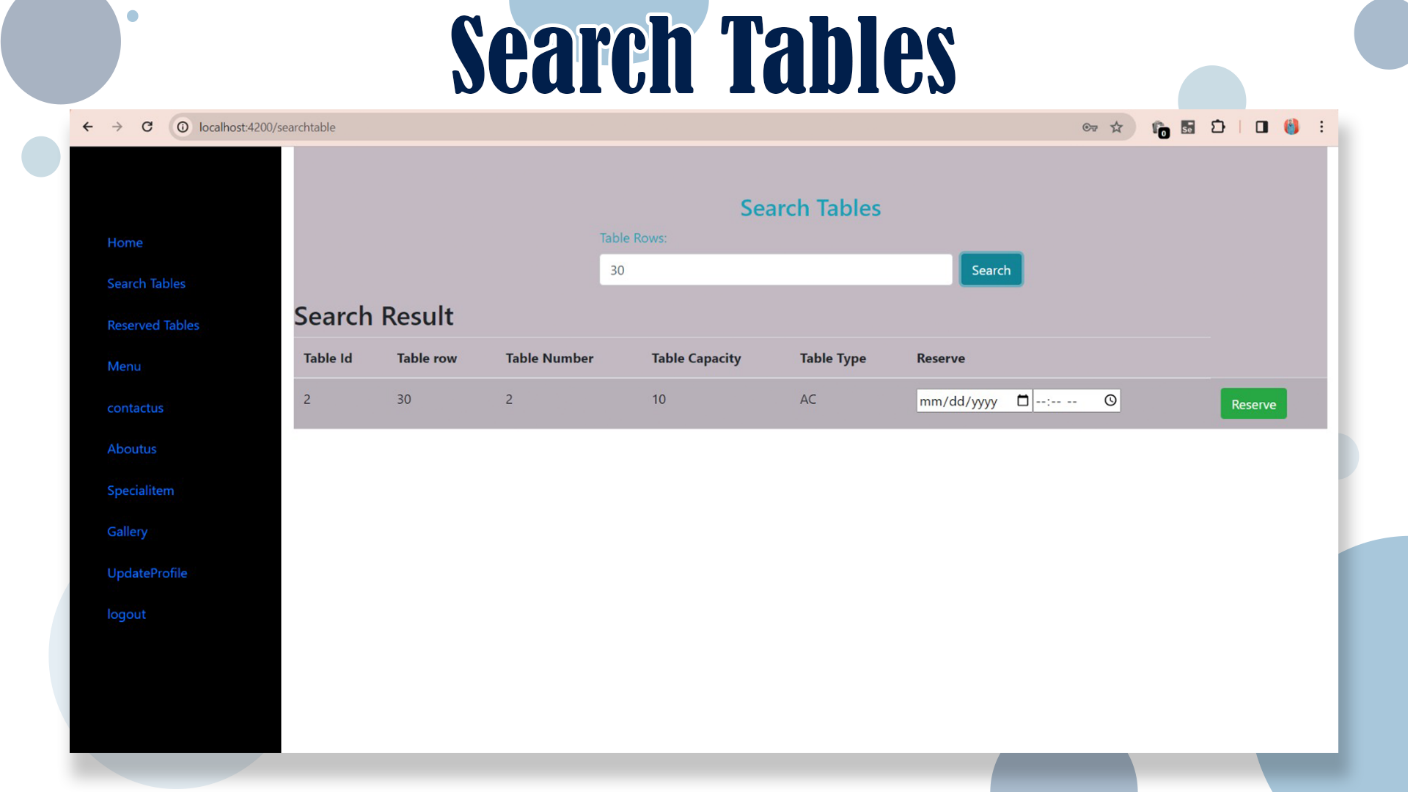 Search Tables
localhost:4200/searchtable
0
Se
Home
Search Tables
Reserved Tables
Menu
contactus
Aboutus
Specialitem
Gallery
UpdateProfile
logout
Search Tables
Table Rows:
30
Search
Search Result
Table Id Table row Table Number Table Capacity Table Type Reserve
2 30 2 10 AC mm/dd/yyyy --:-- -- Reserve